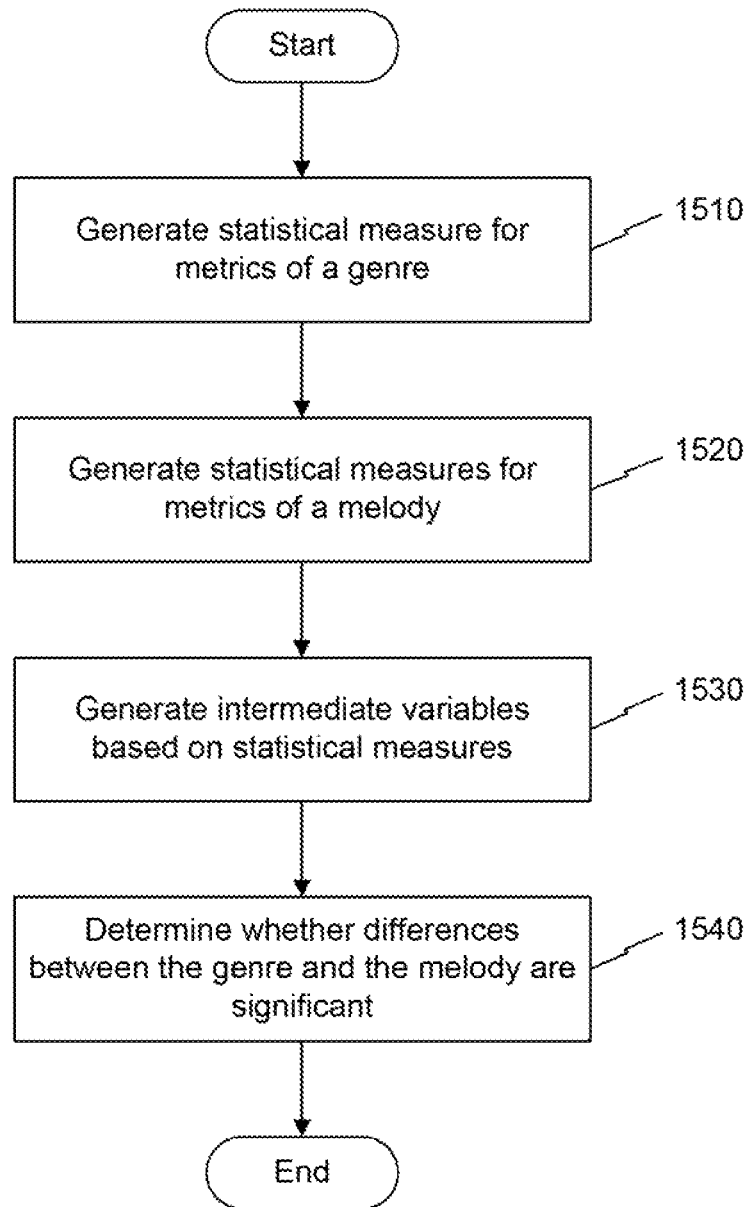 Start
Generate statistical measure for
metrics of a genre
1510
Generate statistical measures for
metrics of a melody
1520
Generate intermediate variables
based on statistical measures
1530
Determine whether differences
between the genre and the melody are
significant
1540
End